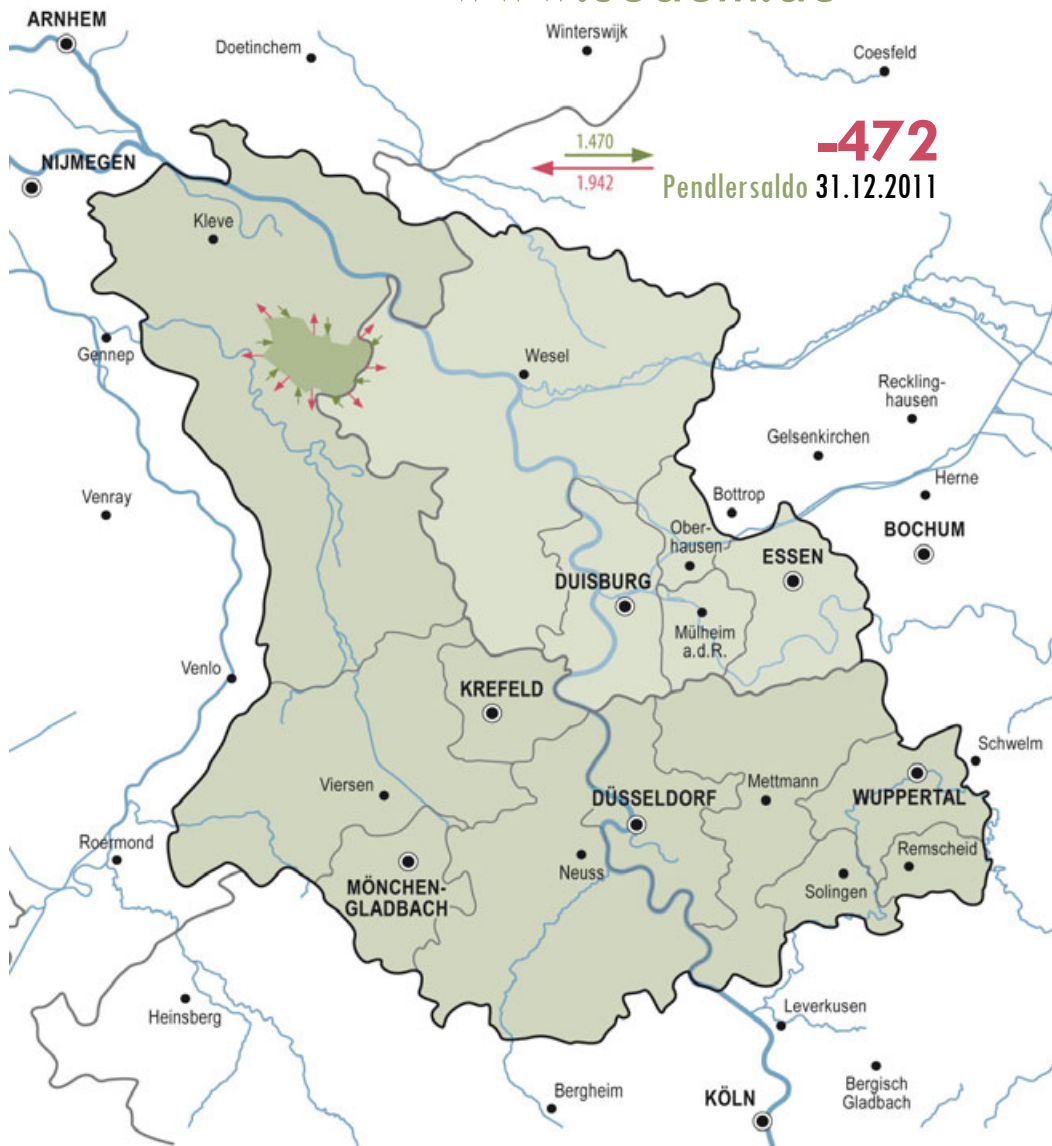 ARNHEM
Doetinchem
Winterswijk
Coesfeld
1.470
1.942
-472
Pendlersaldo 31.12.2011
NIJMEGEN
Kleve
Gennep
Wesel
Reckling-
hausen
Gelsenkirchen
Herne
Venray
Bottrop
BOCHUM
Ober-
hausen
ESSEN
DUISBURG
Mülheim
a.d.R.
Venlo
KREFELD
Schwelm
Viersen
Mettmann
WUPPERTAL
DÜSSELDORF
Roermond
Neuss
Remscheid
Solingen
MÖNCHEN-
GLADBACH
Heinsberg
Leverkusen
Bergheim
KÖLN
Bergisch
Gladbach